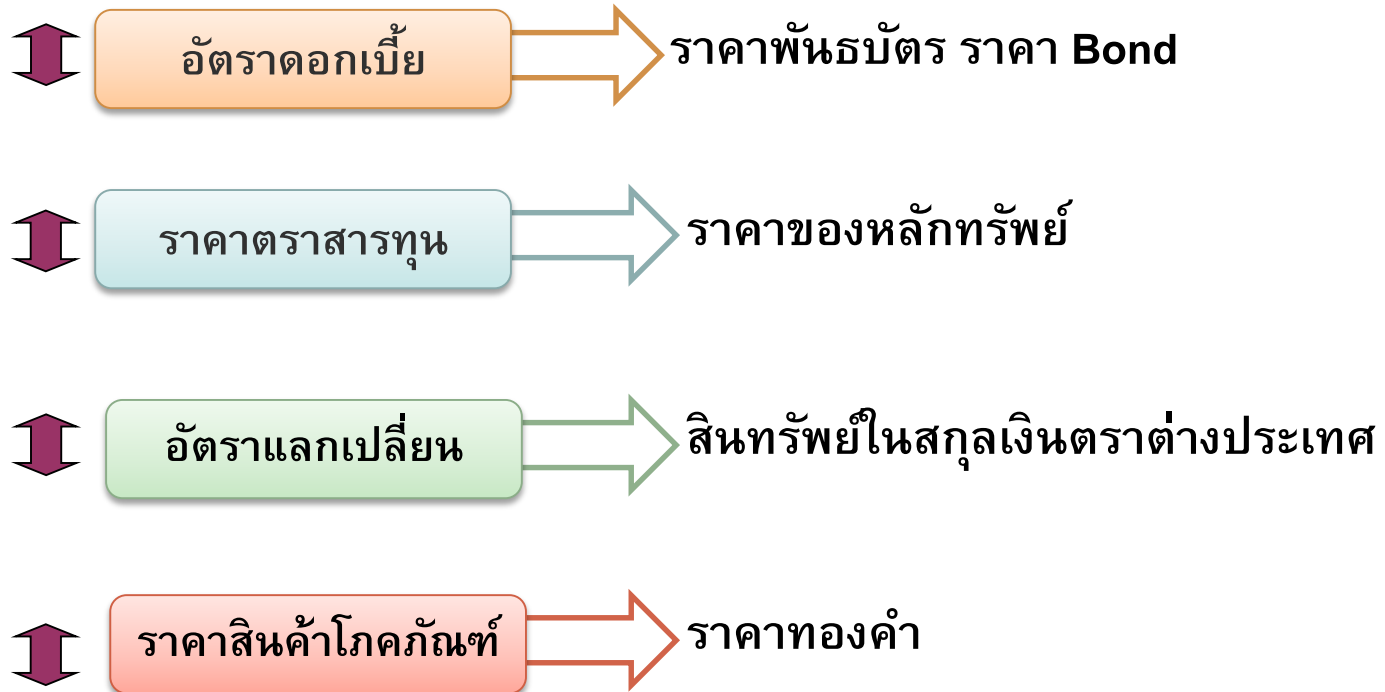 อัตราดอกเบี้ย
ราคาพันธบัตร ราคา Bond
ราคาตราสารทุน
ราคาของหลักทรัพย์
อัตราแลกเปลี่ยน
สินทรัพย์ในสกุลเงินตราต่างประเทศ
ราคาสินค้าโภคภัณฑ์
ราคาทองคำ